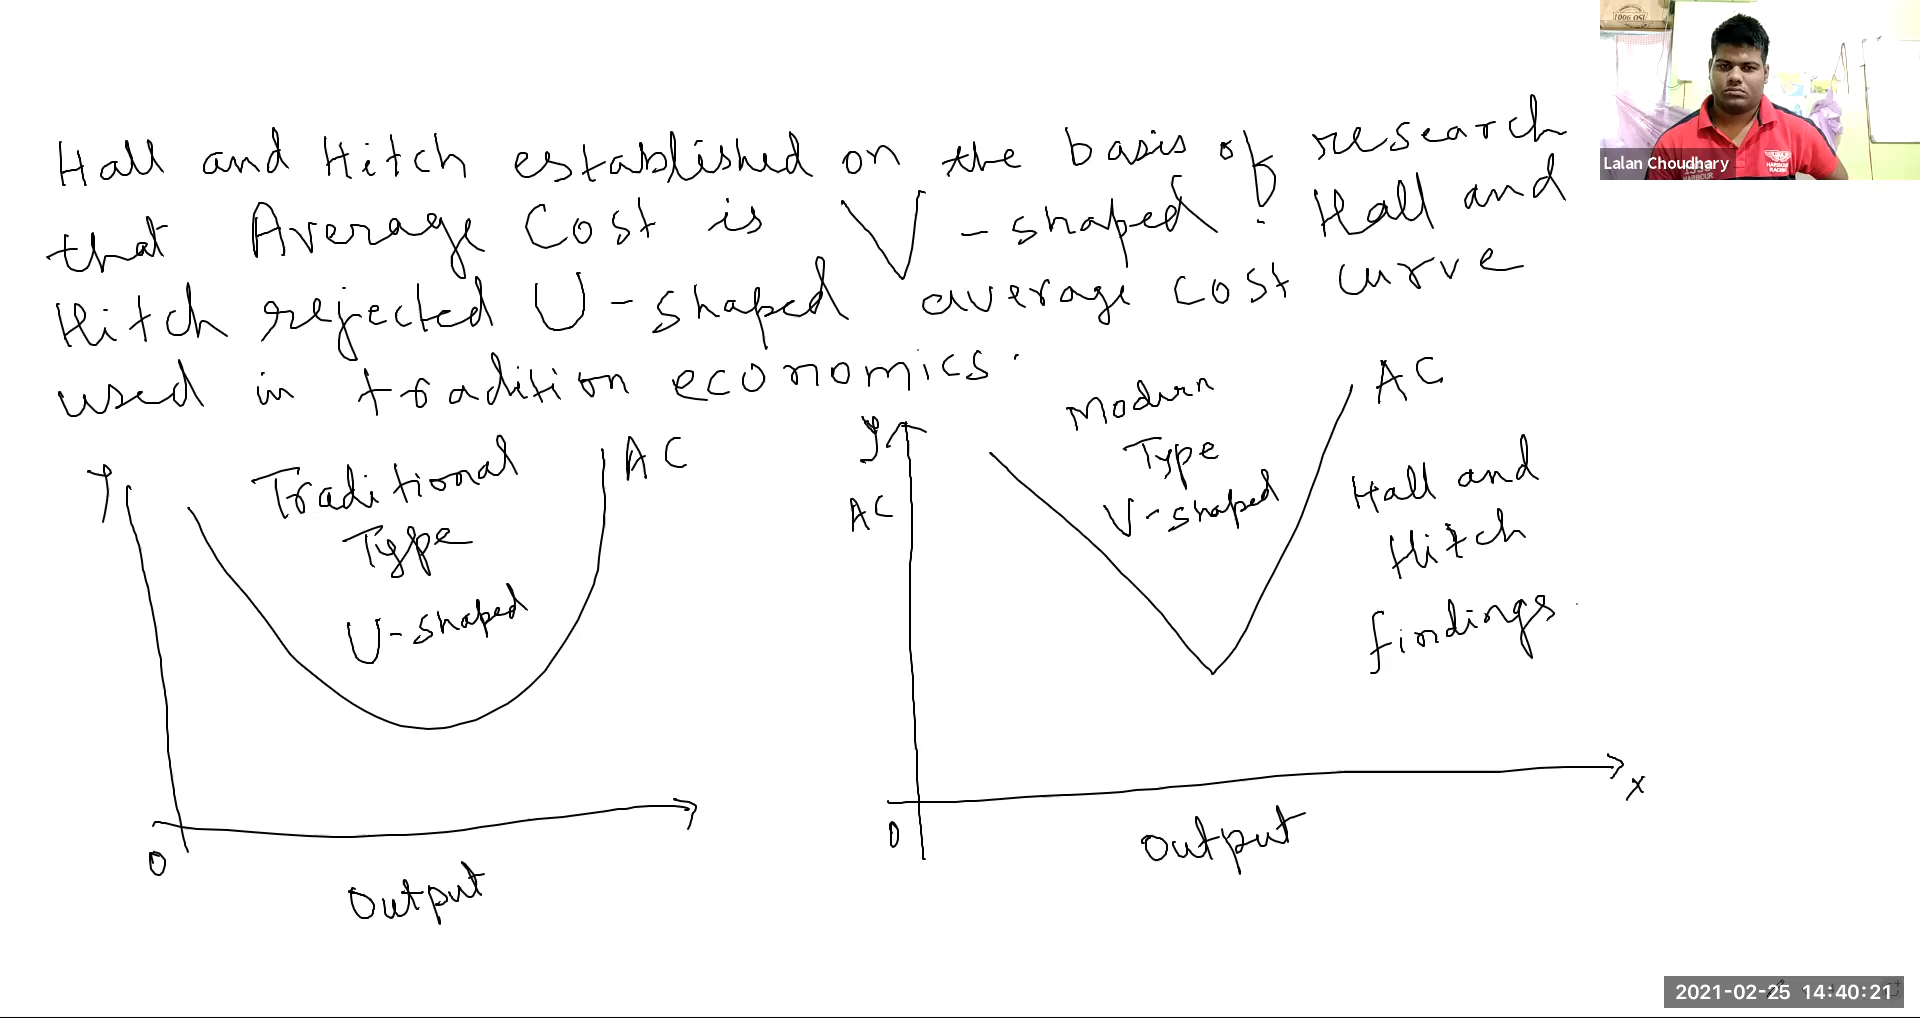 Hall and Hitch established on the basis of research
that Average Cost is V-shaped. Hall and
Hitch rejected U-shaped average cost curve
used in tradition economics.
y
Traditional
Type
U-shaped
AC
O
Output
y
AC
Modern
Type
V-shaped
AC
Hall and
Hitch
findings.
O
x
Output
Lalan Choudhary
HARBOUR
RACING
2021-02-25 14:40:21